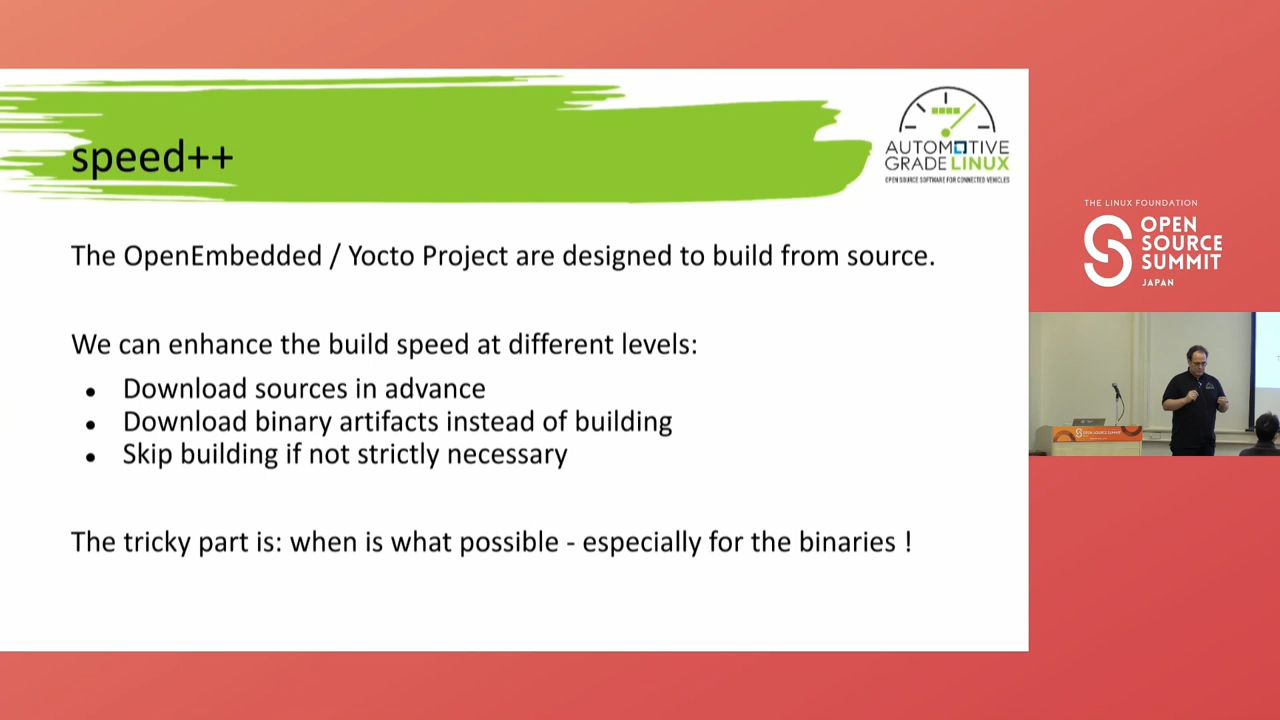 speed++
AUTOMOTIVE
GRADE LINUX
OPEN SOURCE SOFTWARE FOR CONNECTED VEHICLES
The OpenEmbedded / Yocto Project are designed to build from source.
We can enhance the build speed at different levels:
● Download sources in advance
● Download binary artifacts instead of building
● Skip building if not strictly necessary
The tricky part is: when is what possible - especially for the binaries !
THE LINUX FOUNDATION
OPEN
SOURCE
SUMMIT
JAPAN
OPEN SOURCE SUMMIT